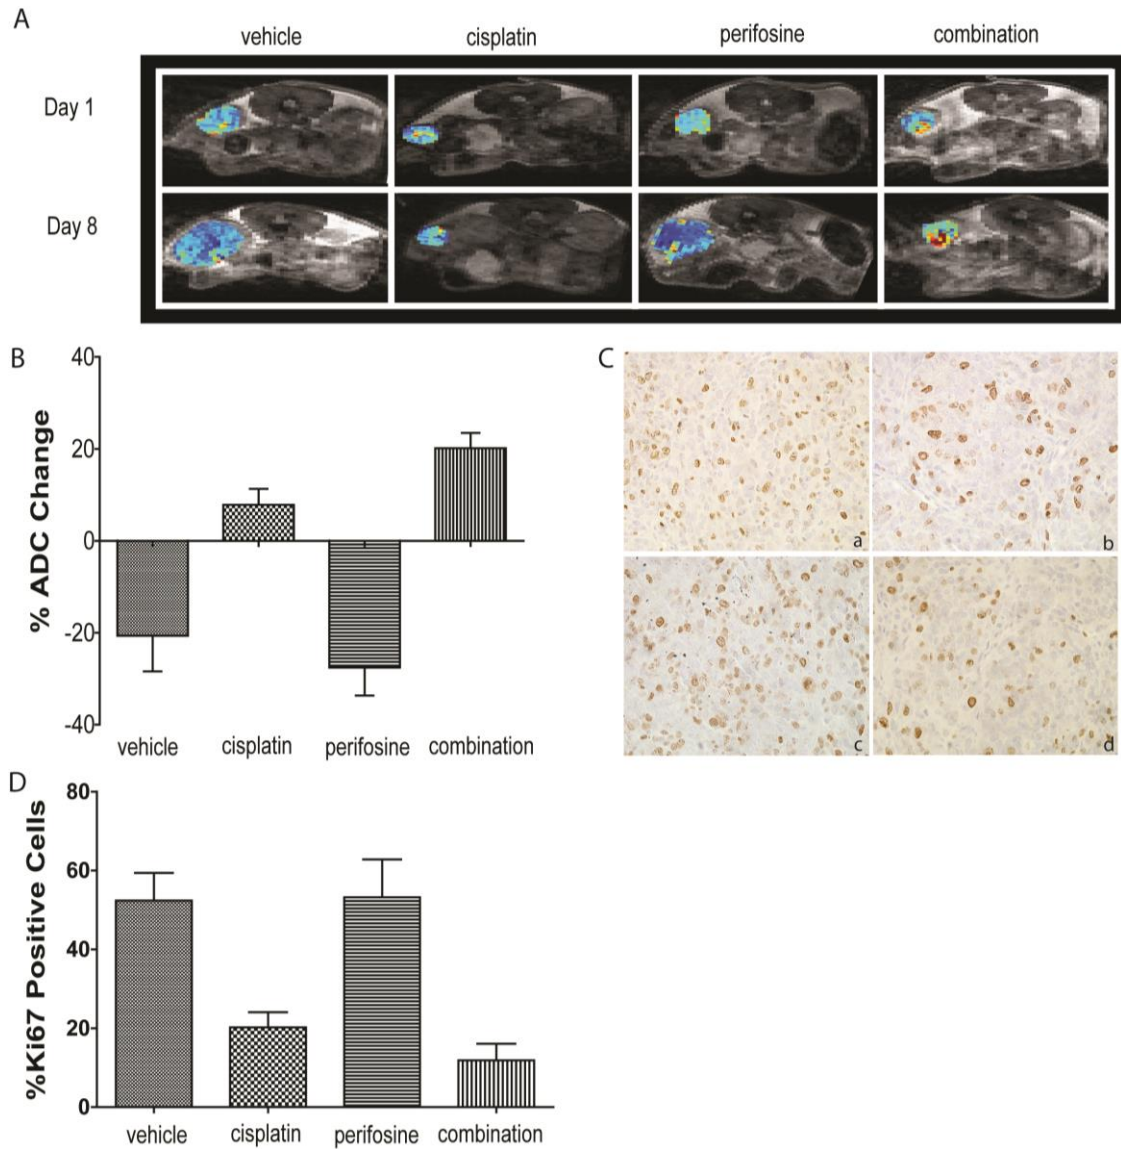 A
vehicle cisplatin perifosine combination
Day 1
Day 8
B
% ADC Change
40
20
0
-20
-40
vehicle cisplatin perifosine combination
C
a
b
c
d
D
%Ki67 Positive Cells
80
60
40
20
0
vehicle cisplatin perifosine combination